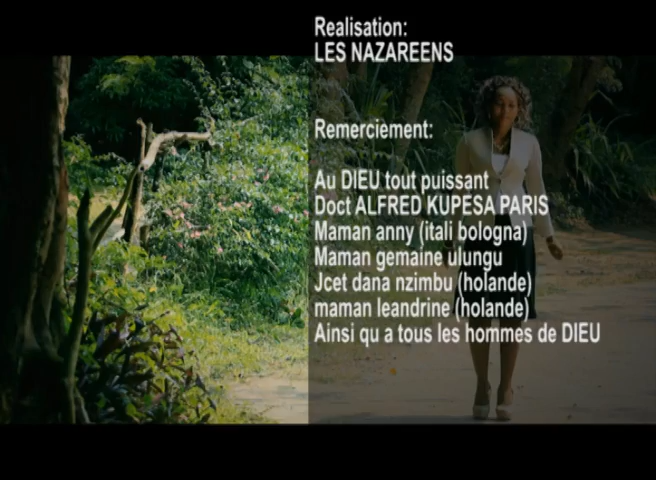 Realisation:
LES NAZAREENS
Remerciement:
Au DIEU tout puissant
Doct ALFRED KUPESA PARIS
Maman anny (itali bologna)
Maman gemaine ulungu
Jcet dana nzimbu (holande)
maman leandrine (holande)
Ainsi qu a tous les hommes de DIEU